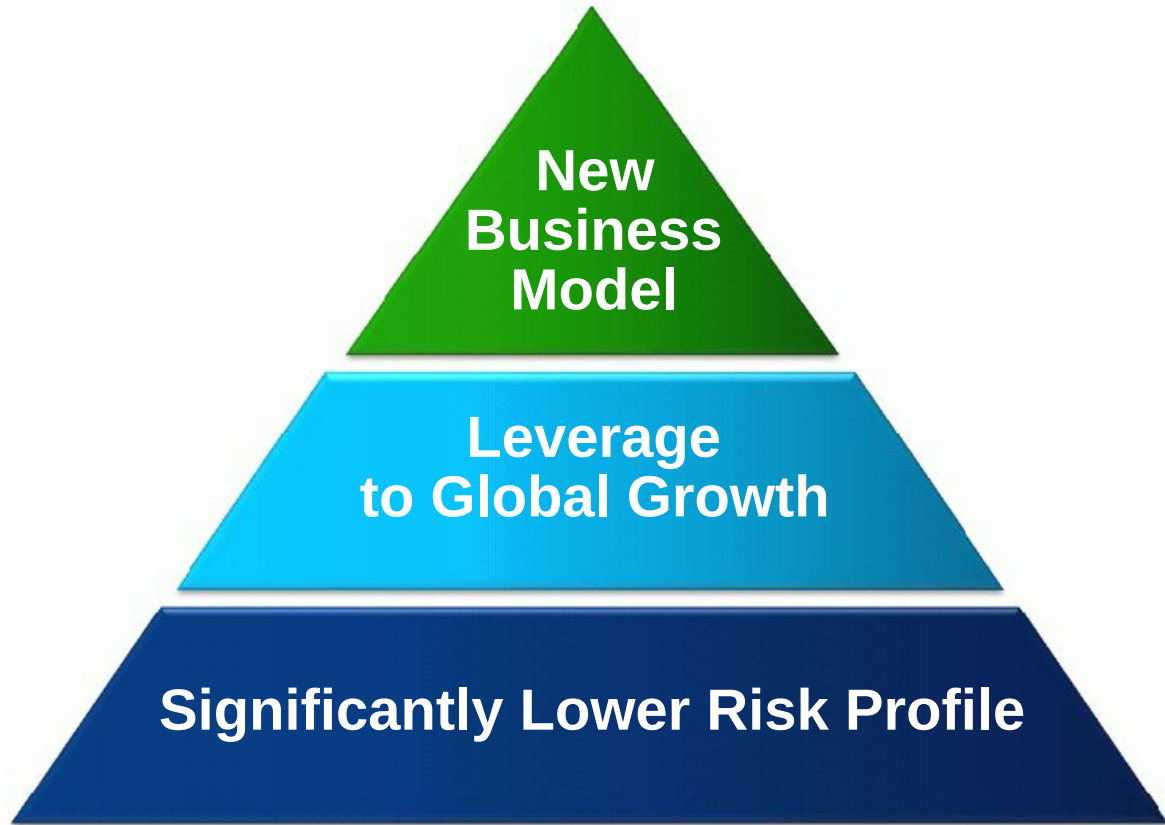 New
Business
Model
Leverage
to Global Growth
Significantly Lower Risk Profile